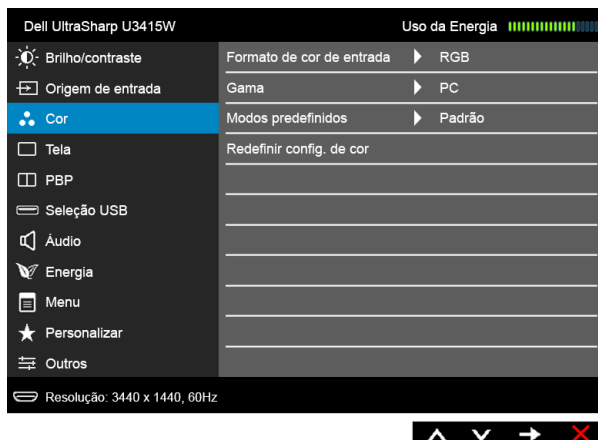 Dell UltraSharp U3415W
Uso da Energia
Brilho/contraste
Formato de cor de entrada
RGB
Origem de entrada
Gama
PC
Cor
Modos predefinidos
Padrão
Tela
Redefinir config. de cor
PBP
Seleção USB
Áudio
Energia
Menu
Personalizar
Outros
Resolução: 3440 x 1440, 60Hz